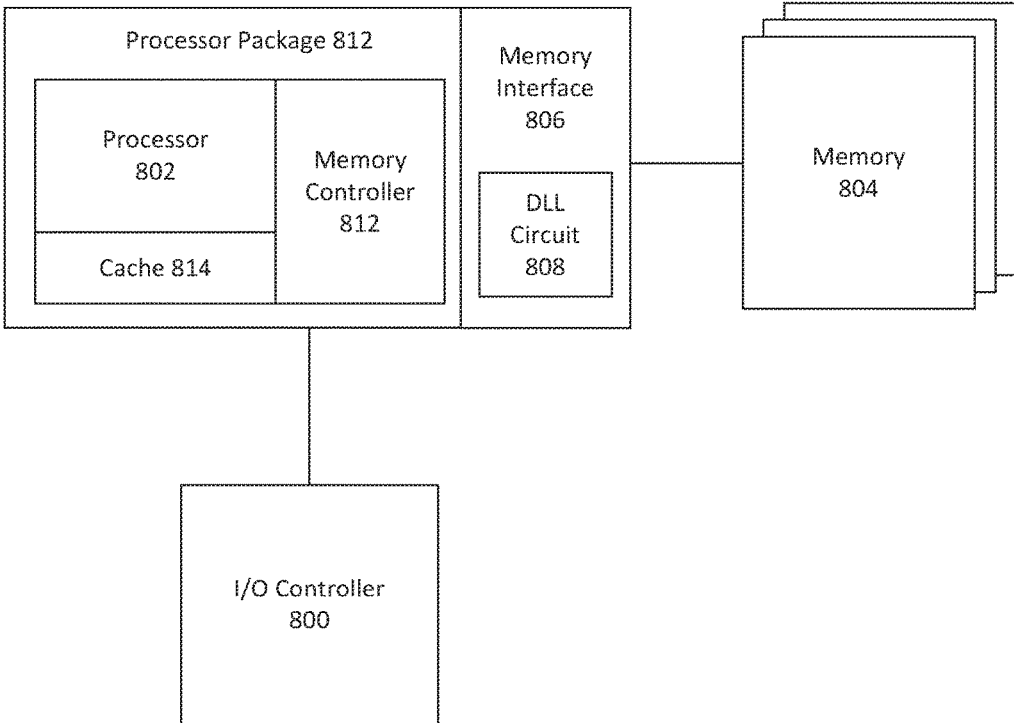 Processor Package 812
Processor
802
Cache 814
Memory
Controller
812
Memory
Interface
806
DLL
Circuit
808
Memory
804
I/O Controller
800